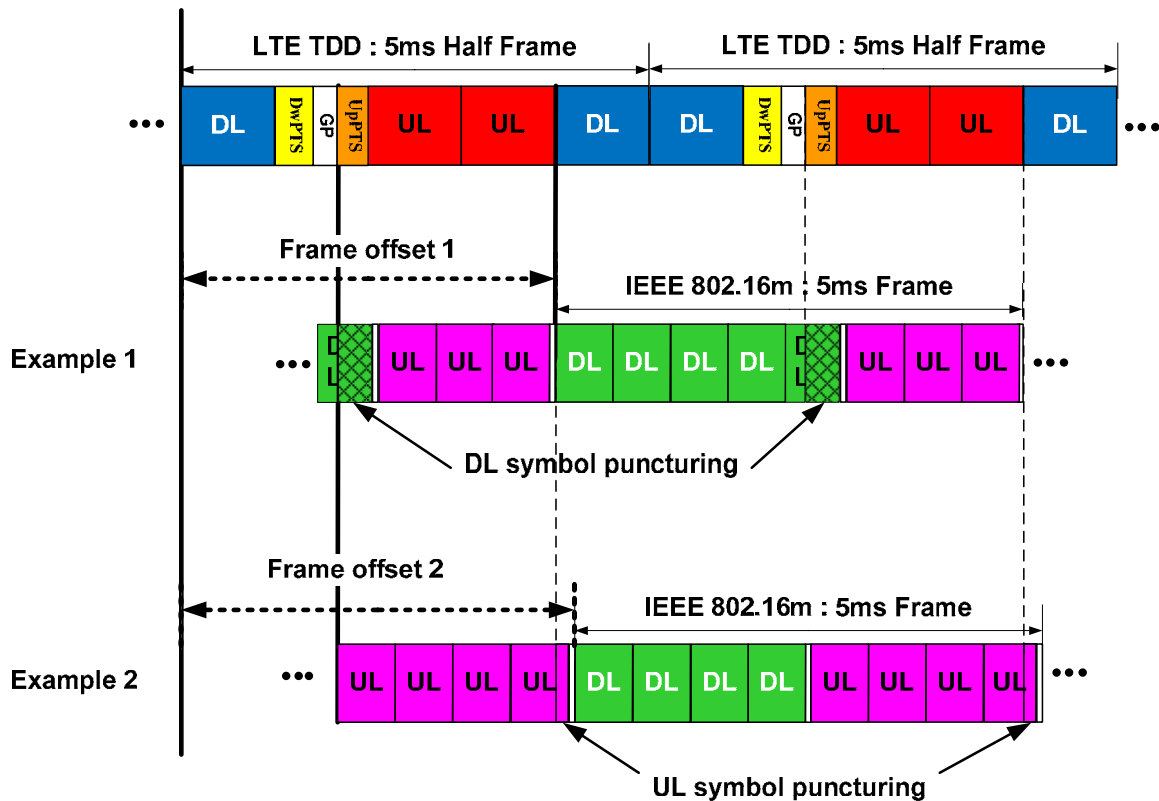 LTE TDD : 5ms Half Frame LTE TDD : 5ms Half Frame
••• DL DwPTS GP UpPTS UL UL DL DL DwPTS GP UpPTS UL UL DL •••
Frame offset 1
IEEE 802.16m : 5ms Frame
Example 1 ••• DL UL UL UL DL DL DL DL DL UL UL UL •••
DL symbol puncturing
Frame offset 2
IEEE 802.16m : 5ms Frame
Example 2 ••• UL UL UL UL DL DL DL DL UL UL UL UL •••
UL symbol puncturing